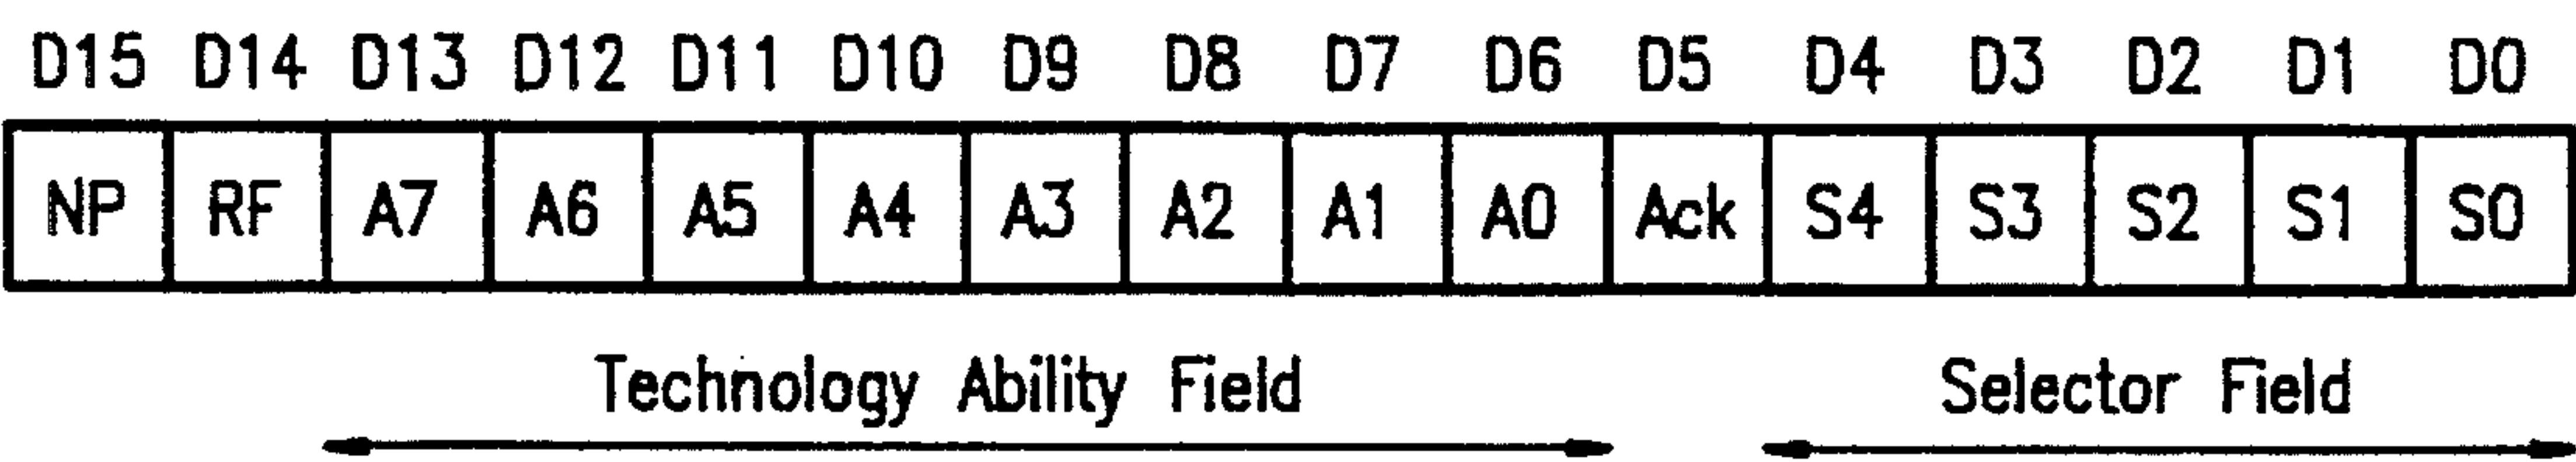 D15 D14 D13 D12 D11 D10 D9 D8 D7 D6 D5 D4 D3 D2 D1 D0
NP RF A7 A6 A5 A4 A3 A2 A1 A0 Ack S4 S3 S2 S1 S0
Technology Ability Field Selector Field